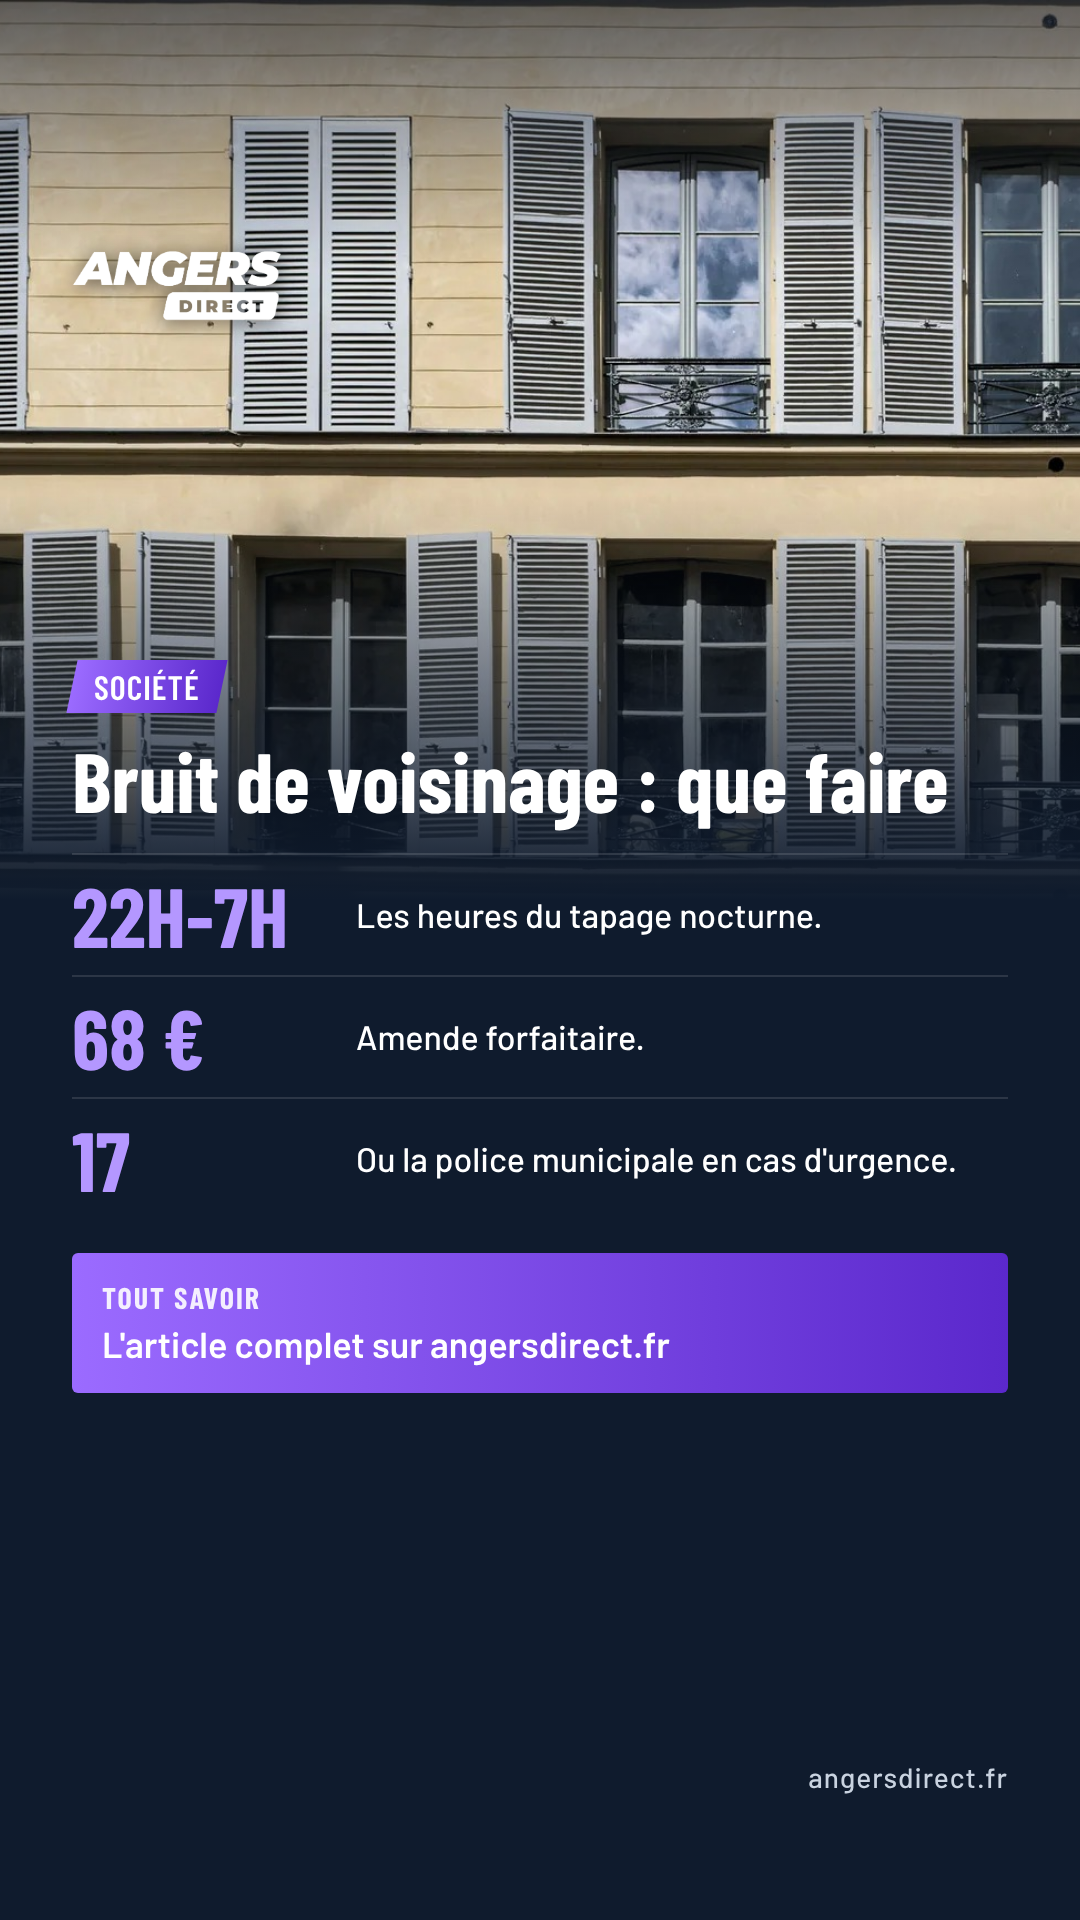 ANGERS
DIRECT
SOCIÉTÉ
Bruit de voisinage : que faire
22H-7H
Les heures du tapage nocturne.
68 €
Amende forfaitaire.
17
Ou la police municipale en cas d'urgence.
TOUT SAVOIR
L'article complet sur angersdirect.fr
angersdirect.fr